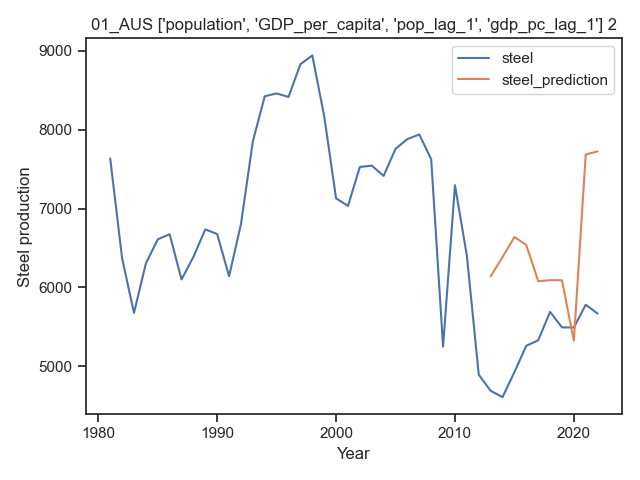 01_AUS ['population', 'GDP_per_capita', 'pop_lag_1', 'gdp_pc_lag_1'] 2
steel
steel_prediction
Steel production
9000
8000
7000
6000
5000
1980 1990 2000 2010 2020
Year